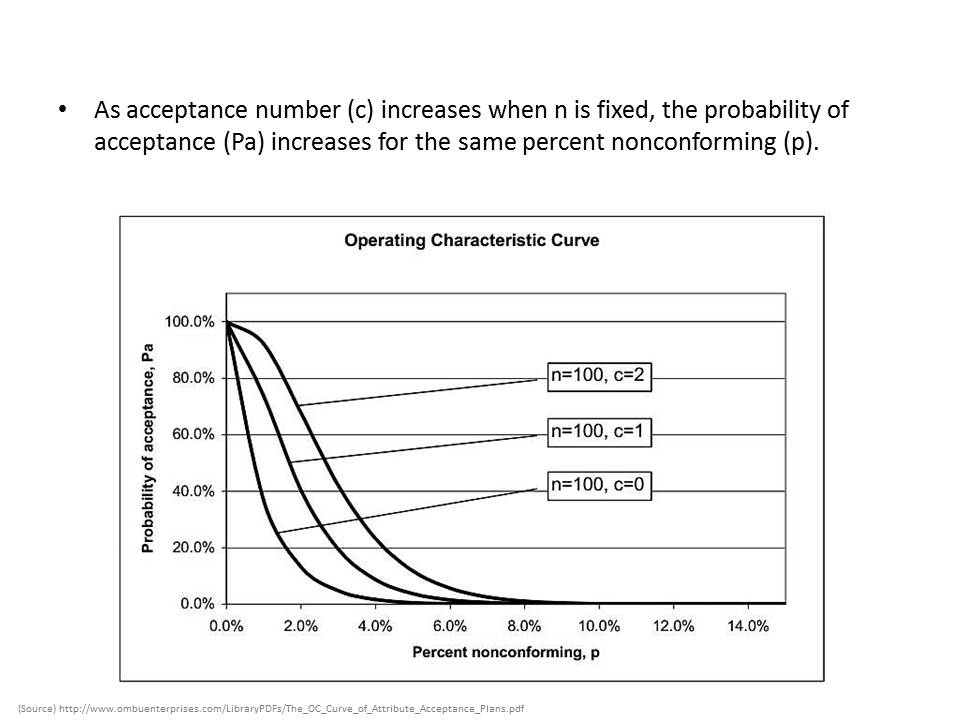 • As acceptance number (c) increases when n is fixed, the probability of
acceptance (Pa) increases for the same percent nonconforming (p).
Operating Characteristic Curve
Probability of acceptance, Pa
100.0%
80.0%
60.0%
40.0%
20.0%
0.0%
n=100, c=2
n=100, c=1
n=100, c=0
0.0% 2.0% 4.0% 6.0% 8.0% 10.0% 12.0% 14.0%
Percent nonconforming, p
(Source) http://www.ombuenterprises.com/LibraryPDFs/The_OC_Curve_of_Attribute_Acceptance_Plans.pdf